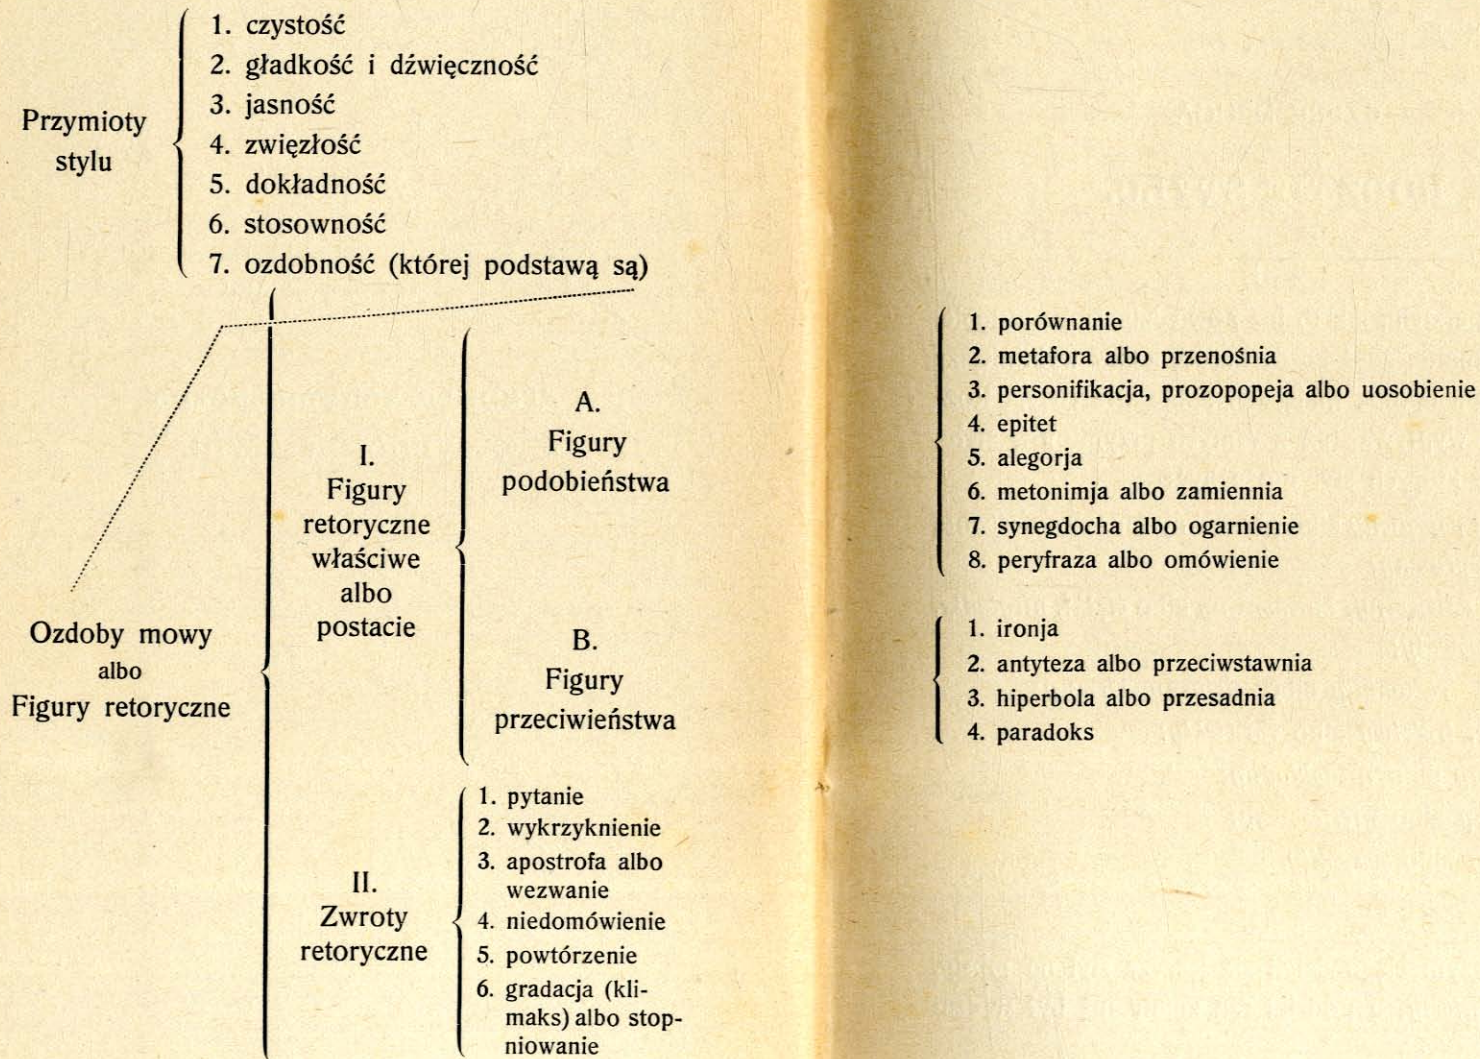 Przymioty
stylu
1. czystość
2. gładkość i dźwięczność
3. jasność
4. zwięzłość
5. dokładność
6. stosowność
7. ozdobność (której podstawą są)
Ozdoby mowy
albo
Figury retoryczne
I.
Figury
retoryczne
właściwe
albo
postacie
A.
Figury
podobieństwa
1. porównanie
2. metafora albo przenośnia
3. personifikacja, prozopopeja albo uosobienie
4. epitet
5. alegorja
6. metonimja albo zamiennia
7. synegdocha albo ogarnienie
8. peryfraza albo omówienie
B.
Figury
przeciwieństwa
1. ironja
2. antyteza albo przeciwstawnia
3. hiperbola albo przesadnia
4. paradoks
II.
Zwroty
retoryczne
1. pytanie
2. wykrzyknienie
3. apostrofa albo
wezwanie
4. niedomówienie
5. powtórzenie
6. gradacja (kli-
maks) albo stop-
niowanie